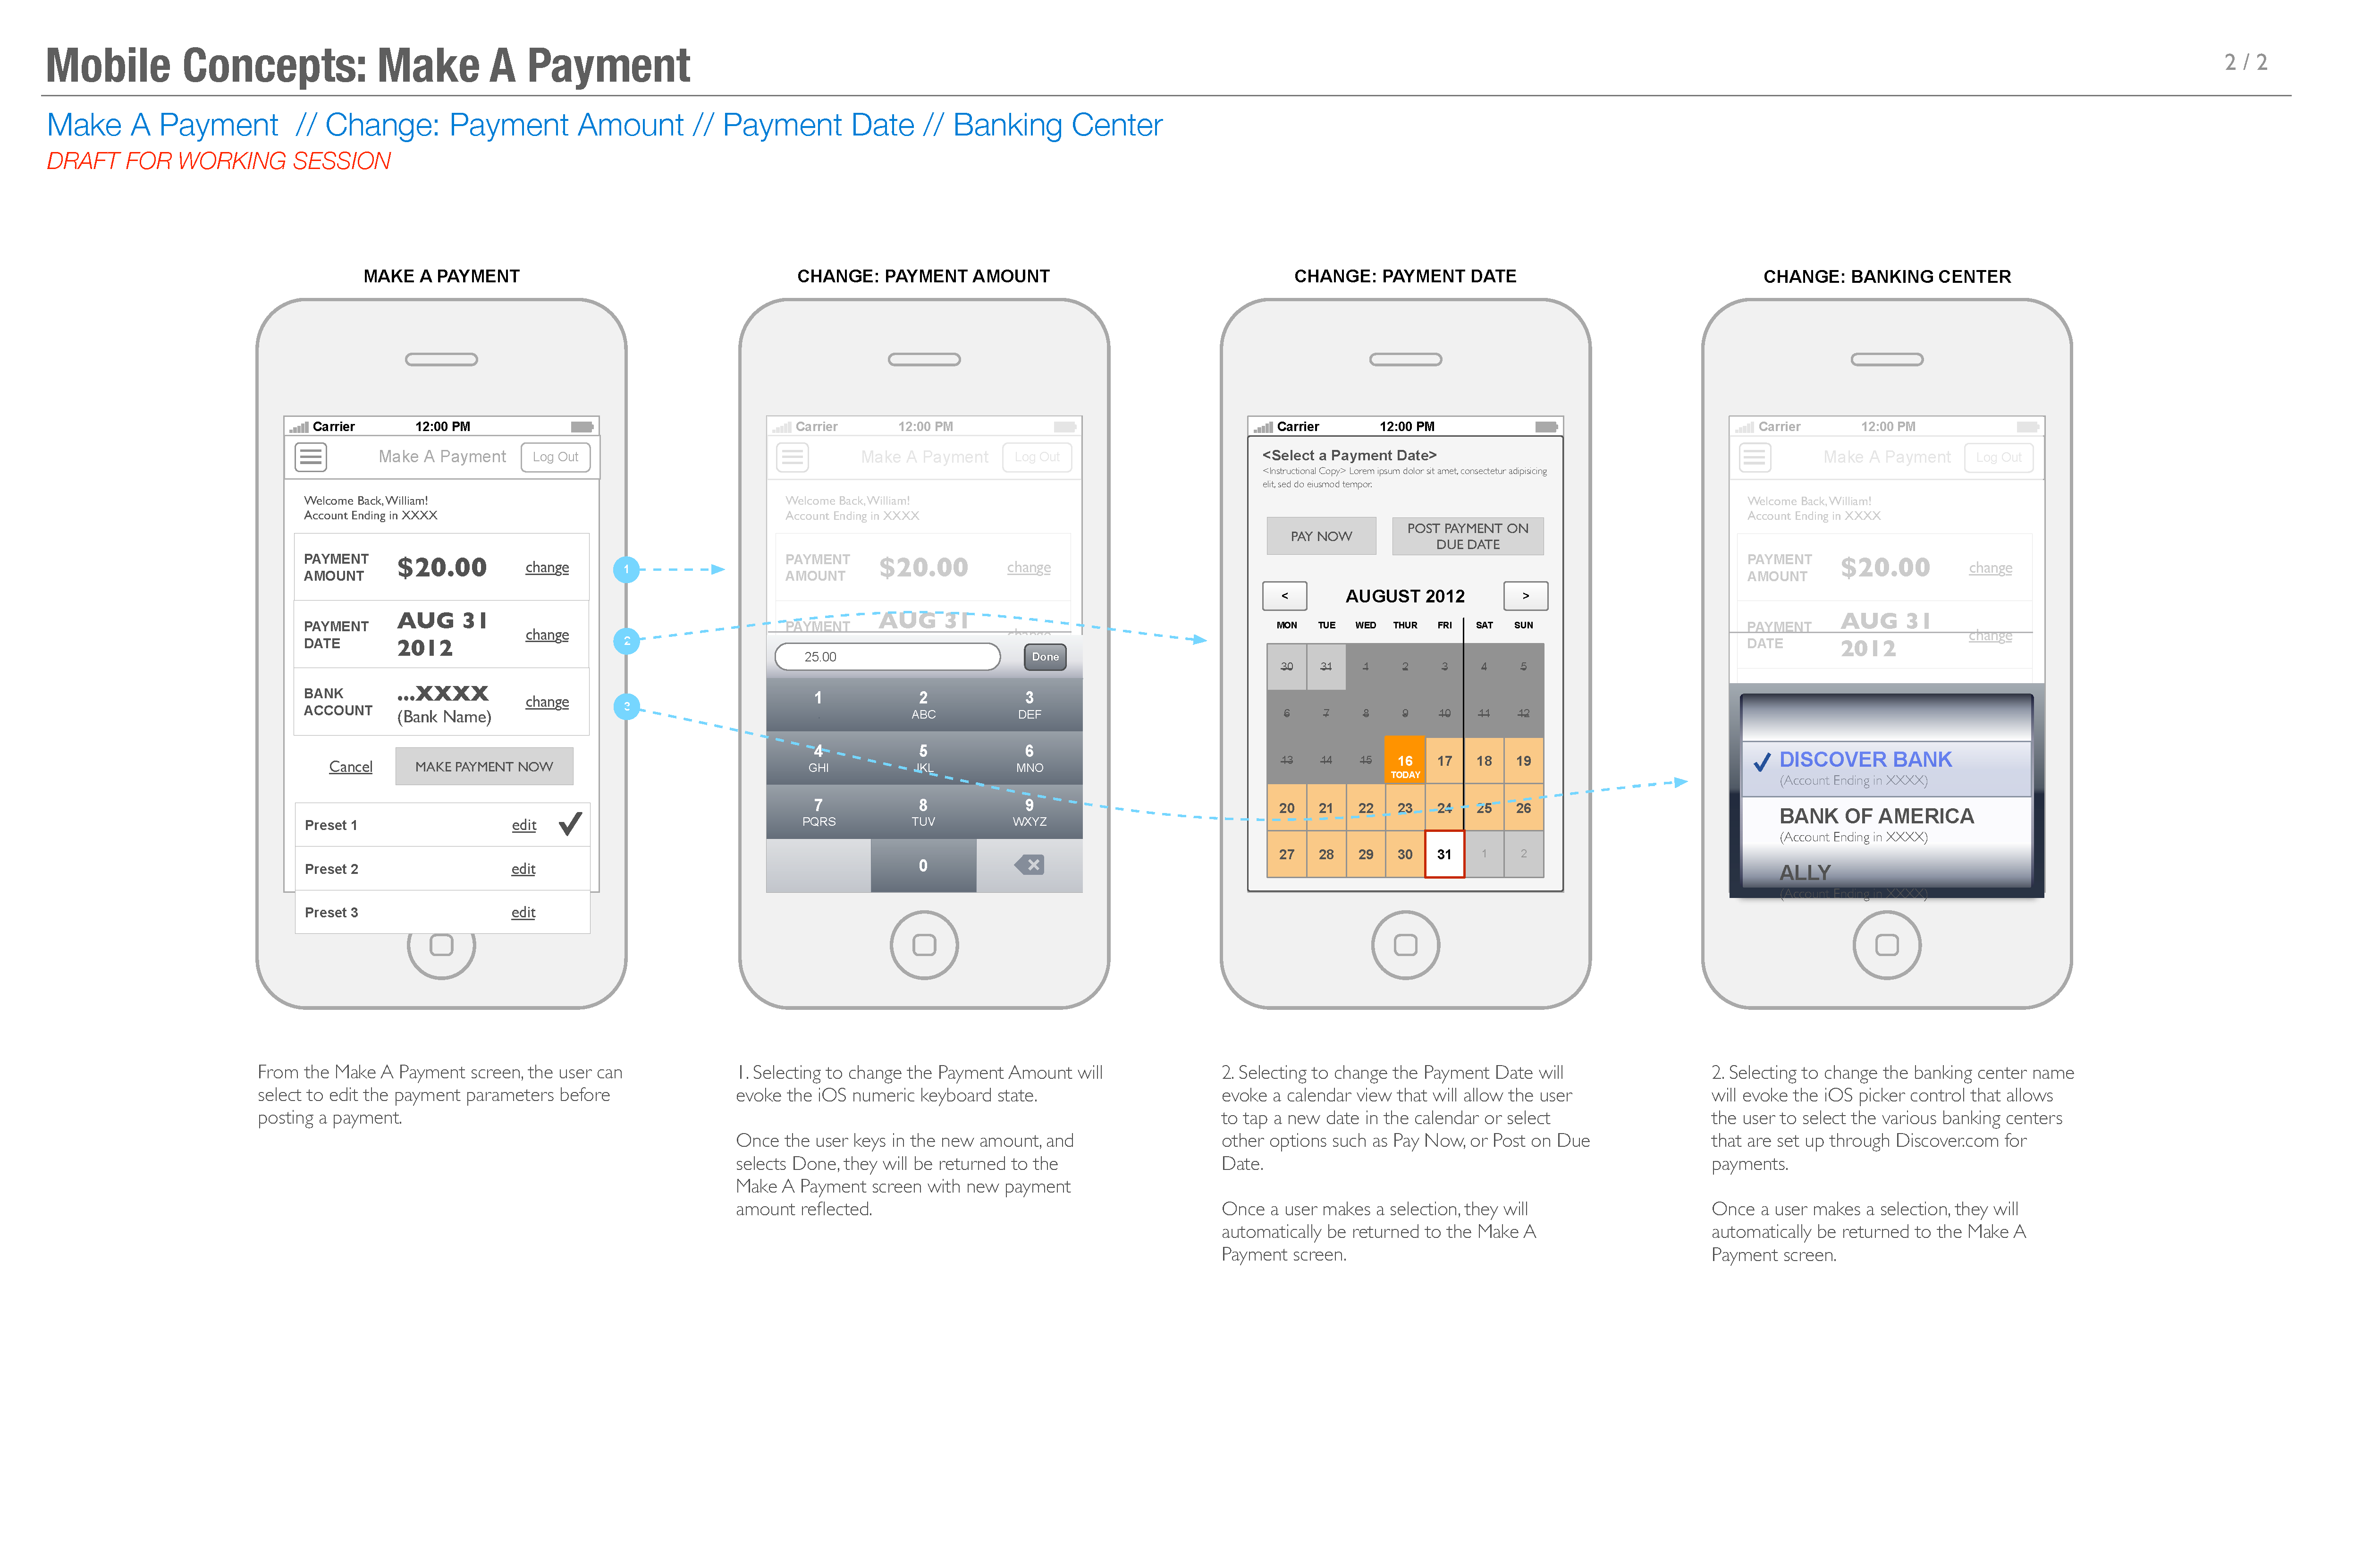 Mobile Concepts: Make A Payment
2 / 2
Make A Payment // Change: Payment Amount // Payment Date // Banking Center
DRAFT FOR WORKING SESSION
MAKE A PAYMENT
Carrier 12:00 PM
Make A Payment Log Out
Welcome Back, William!
Account Ending in XXXX
PAYMENT
AMOUNT
$20.00
change
1
PAYMENT
DATE
AUG 31
2012
change
2
BANK
ACCOUNT
...XXXX
(Bank Name)
change
3
Cancel
MAKE PAYMENT NOW
Preset 1 edit
Preset 2 edit
Preset 3 edit
From the Make A Payment screen, the user can
select to edit the payment parameters before
posting a payment.
CHANGE: PAYMENT AMOUNT
Carrier 12:00 PM
Make A Payment Log Out
Welcome Back, William!
Account Ending in XXXX
PAYMENT
AMOUNT
$20.00
change
PAYMENT
AUG 31
change
25.00
Done
1 2 3
ABC DEF
4 5 6
GHI JKL MNO
7 8 9
PQRS TUV WXYZ
0
1. Selecting to change the Payment Amount will
evoke the iOS numeric keyboard state.
Once the user keys in the new amount, and
selects Done, they will be returned to the
Make A Payment screen with new payment
amount reflected.
CHANGE: PAYMENT DATE
Carrier 12:00 PM
<Select a Payment Date>
<Instructional Copy> Lorem ipsum dolor sit amet, consectetur adipisicing
elit, sed do eiusmod tempor.
PAY NOW
POST PAYMENT ON
DUE DATE
< AUGUST 2012 >
MON TUE WED THUR FRI SAT SUN
30 31 1 2 3 4 5
6 7 8 9 10 11 12
13 14 15 16 17 18 19
TODAY
20 21 22 23 24 25 26
27 28 29 30 31 1 2
2. Selecting to change the Payment Date will
evoke a calendar view that will allow the user
to tap a new date in the calendar or select
other options such as Pay Now, or Post on Due
Date.
Once a user makes a selection, they will
automatically be returned to the Make A
Payment screen.
CHANGE: BANKING CENTER
Carrier 12:00 PM
Make A Payment Log Out
Welcome Back, William!
Account Ending in XXXX
PAYMENT
AMOUNT
$20.00
change
PAYMENT
DATE
AUG 31
2012
change
DISCOVER BANK
(Account Ending in XXXX)
BANK OF AMERICA
(Account Ending in XXXX)
ALLY
(Account Ending in XXXX)
2. Selecting to change the banking center name
will evoke the iOS picker control that allows
the user to select the various banking centers
that are set up through Discover.com for
payments.
Once a user makes a selection, they will
automatically be returned to the Make A
Payment screen.